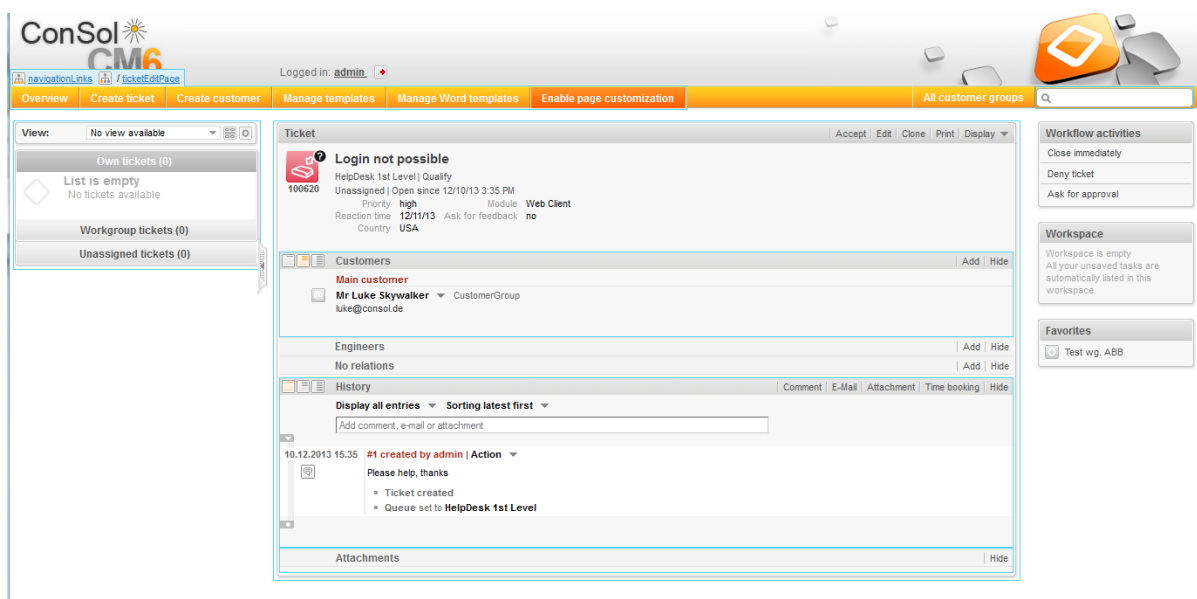 ConSol
CM6
navigationLinks / ticketEditPage
Logged in: admin
Overview Create ticket Create customer Manage templates Manage Word templates Enable page customization All customer groups
View: No view available
Own tickets (0)
List is empty
No tickets available
Workgroup tickets (0)
Unassigned tickets (0)
Ticket Accept Edit Clone Print Display
?
100620
Login not possible
HelpDesk 1st Level | Qualify
Unassigned | Open since 12/10/13 3:35 PM
Priority high Module Web Client
Reaction time 12/11/13 Ask for feedback no
Country USA
Customers Add Hide
Main customer
Mr Luke Skywalker CustomerGroup
luke@consol.de
Engineers Add Hide
No relations Add Hide
History Comment E-Mail Attachment Time booking Hide
Display all entries Sorting latest first
Add comment, e-mail or attachment
10.12.2013 15.35 #1 created by admin | Action
Please help, thanks
Ticket created
Queue set to HelpDesk 1st Level
Attachments Hide
Workflow activities
Close immediately
Deny ticket
Ask for approval
Workspace
Workspace is empty
All your unsaved tasks are
automatically listed in this
workspace.
Favorites
Test wg. ABB